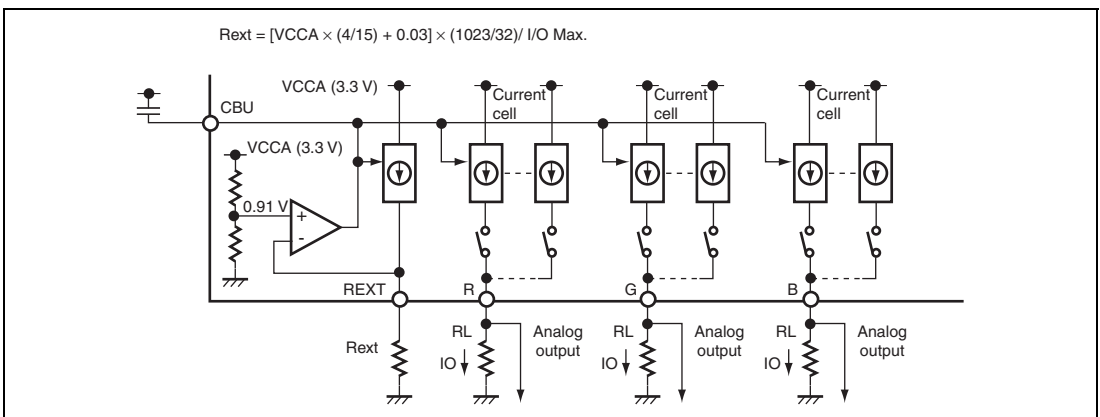 Rext = [VCCA × (4/15) + 0.03] × (1023/32)/ I/O Max.
VCCA (3.3 V)
Current
cell
Current
cell
Current
cell
CBU
VCCA (3.3 V)
0.91 V
+
-
REXT
R
G
B
Rext
RL
IO
Analog
output
RL
IO
Analog
output
RL
IO
Analog
output